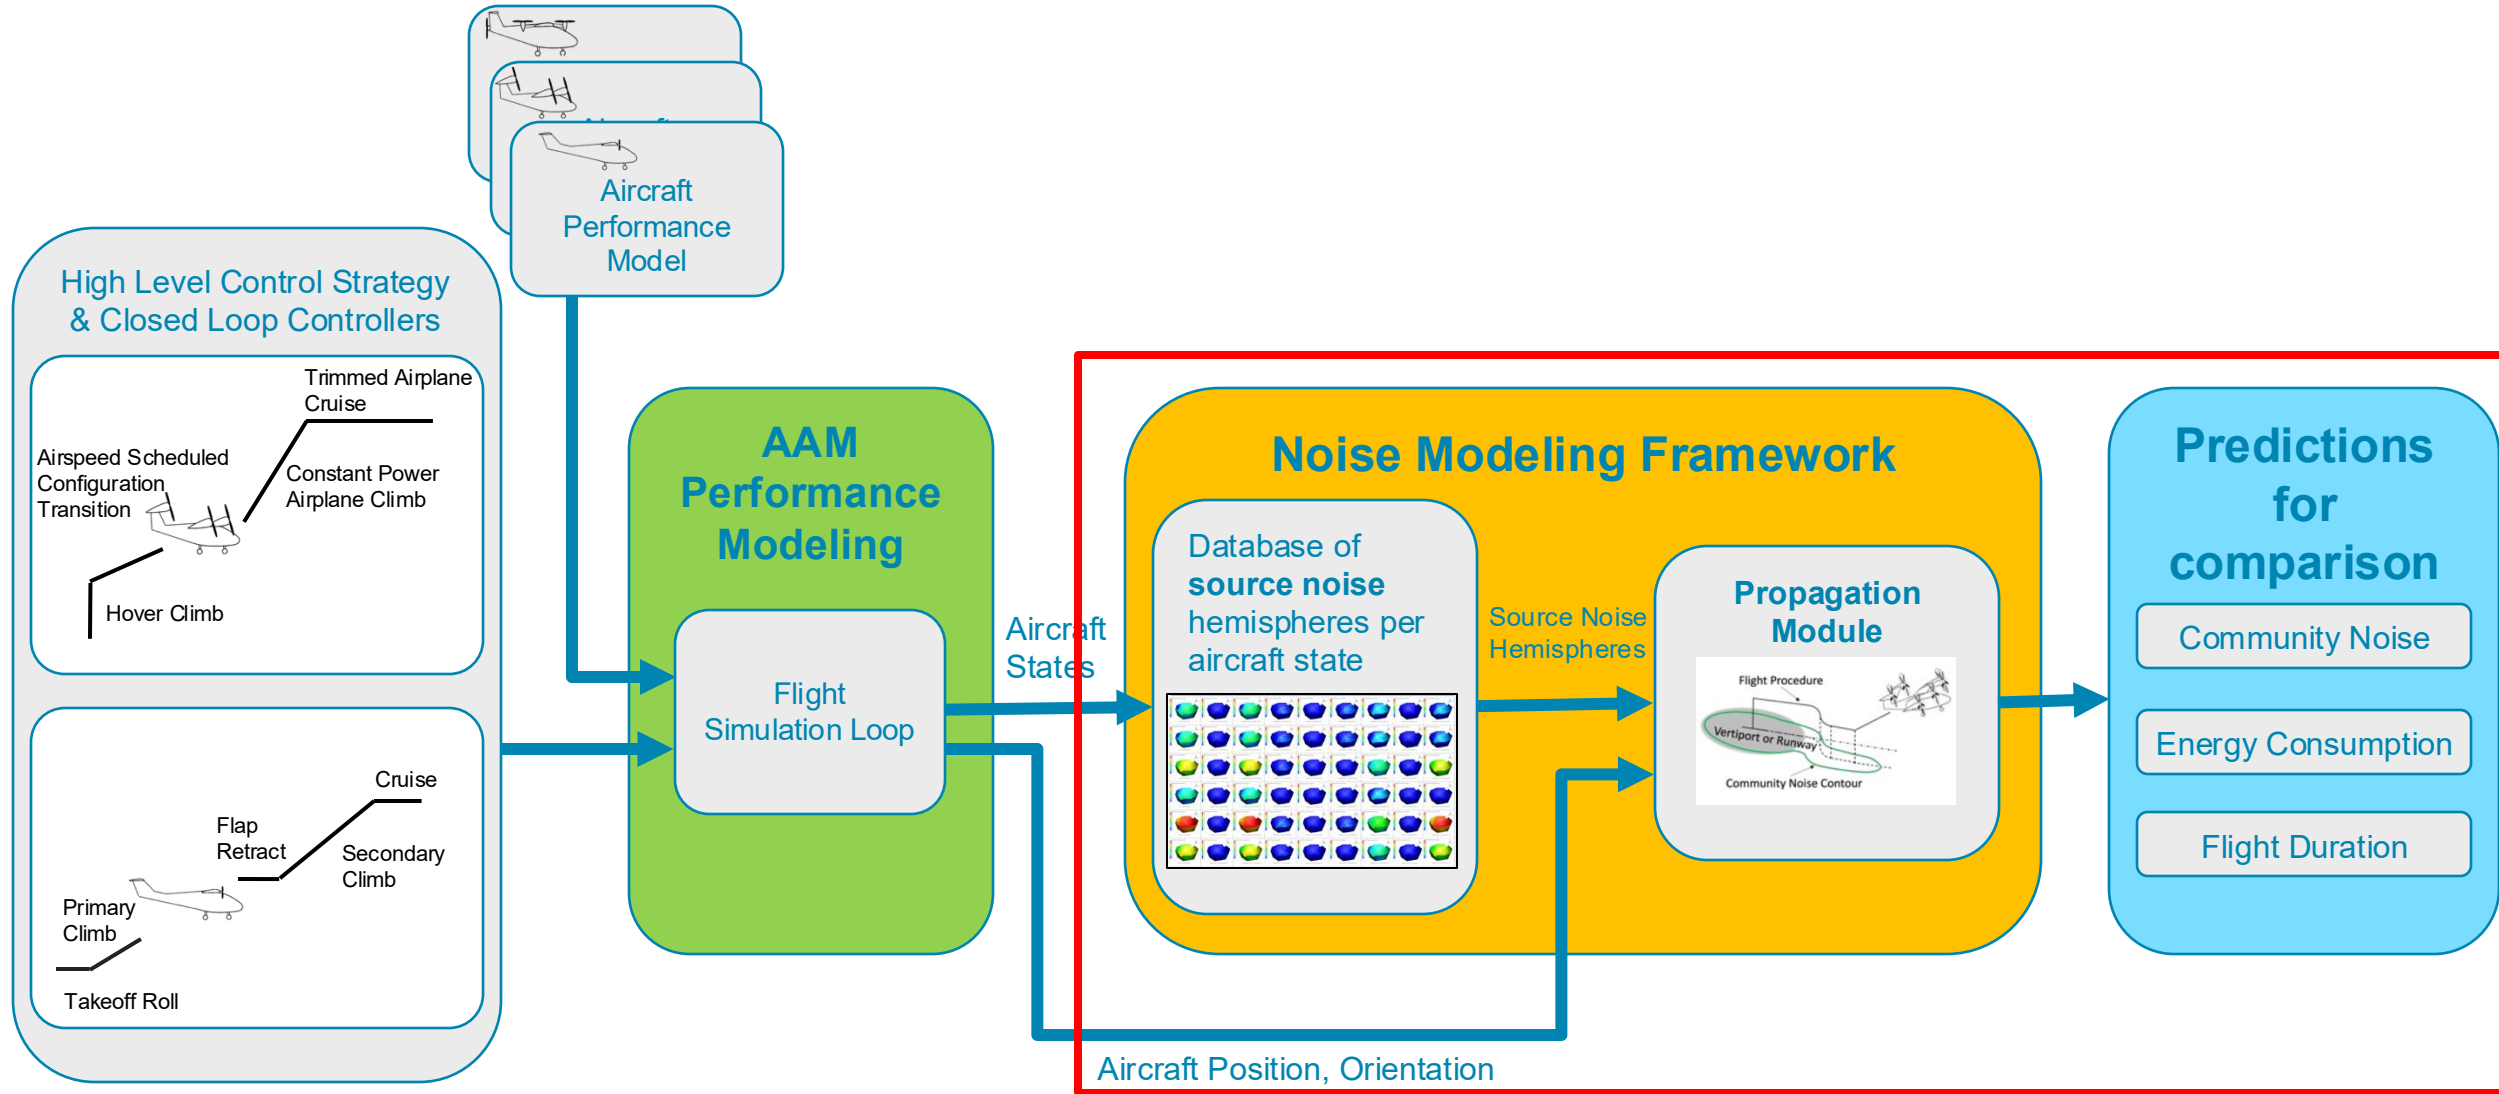 Aircraft
Performance
Model
High Level Control Strategy
& Closed Loop Controllers
Trimmed Airplane
Cruise
Airspeed Scheduled
Configuration
Transition
Constant Power
Airplane Climb
Hover Climb
Cruise
Flap
Retract
Secondary
Climb
Primary
Climb
Takeoff Roll
AAM
Performance
Modeling
Flight
Simulation Loop
Aircraft
States
Aircraft Position, Orientation
Noise Modeling Framework
Database of
source noise
hemispheres per
aircraft state
Source Noise
Hemispheres
Propagation
Module
Flight Procedure
Vertiport or Runway
Community Noise Contour
Predictions
for
comparison
Community Noise
Energy Consumption
Flight Duration